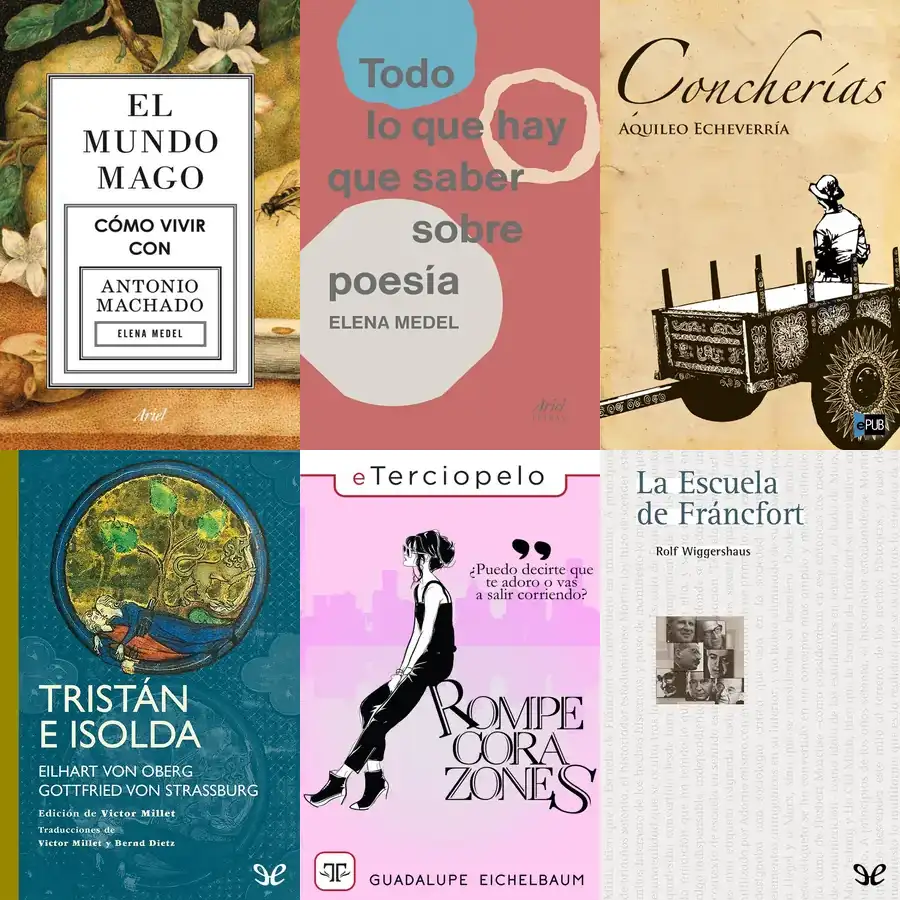 EL
MUNDO
MAGO
CÓMO VIVIR
CON
ANTONIO
MACHADO
ELENA MEDEL
Ariel
Todo
lo que hay
que saber
sobre
poesía
ELENA MEDEL
Ariel
Concherías
AQUILEO ECHEVERRÍA
ePUB
TRISTÁN
E ISOLDA
EILHART VON OBERG
GOTTFRIED VON STRASSBURG
Edición de Victor Millet
Traducciones de
Victor Millet y Bernd Dietz
eTerciopelo
¿Puedo decirte que
te adoro o vas
a salir corriendo?
ROMPE
CORA
ZONES
GUADALUPE EICHELBAUM
La Escuela
de Fráncfort
Rolf Wiggershaus